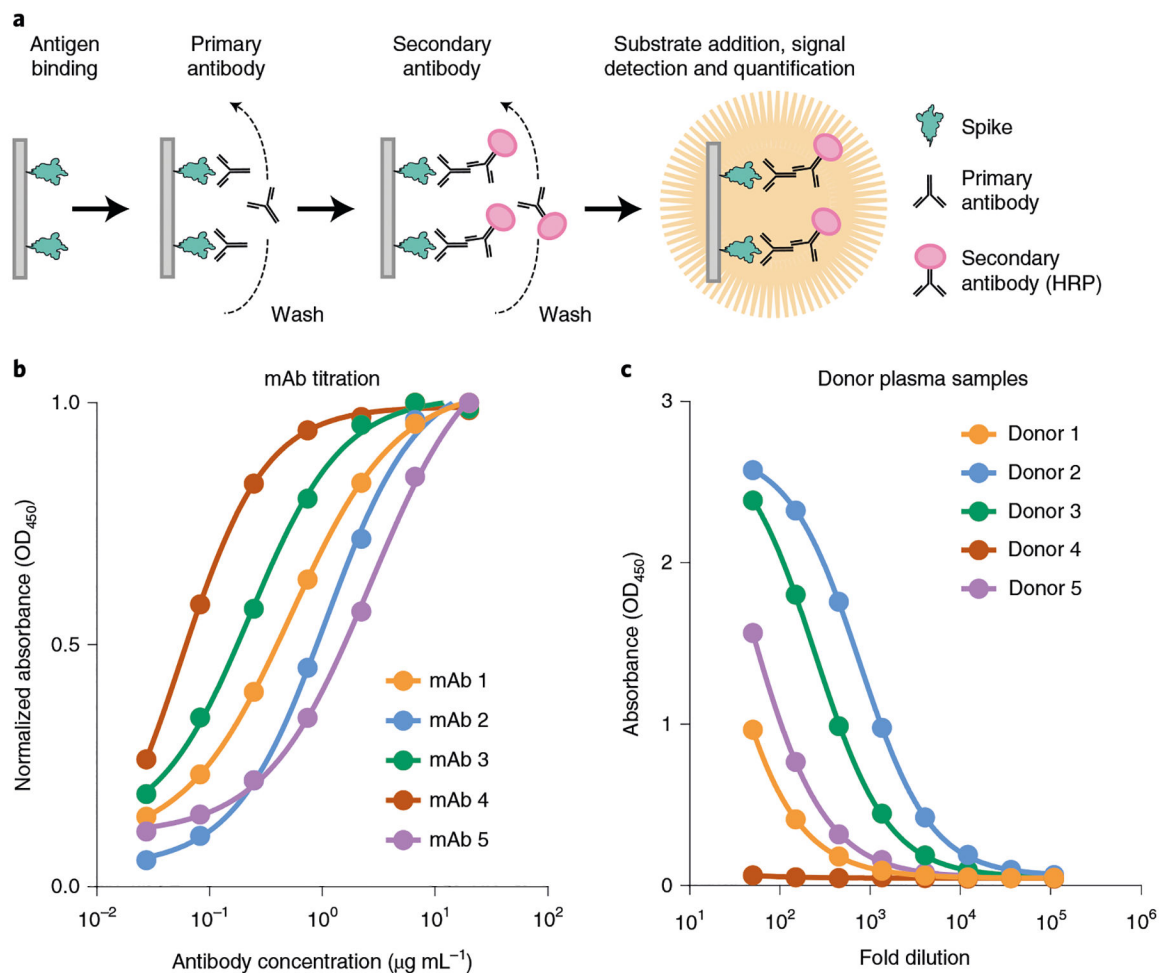 a
Antigen
binding
Primary
antibody
Secondary
antibody
Substrate addition, signal
detection and quantification
Wash
Wash
Spike
Primary
antibody
Secondary
antibody (HRP)
b
mAb titration
Normalized absorbance (OD₄₅₀)
1.0
0.5
0.0
mAb 1
mAb 2
mAb 3
mAb 4
mAb 5
10⁻² 10⁻¹ 10⁰ 10¹ 10²
Antibody concentration (μg mL⁻¹)
c
Donor plasma samples
Absorbance (OD₄₅₀)
3
2
1
0
Donor 1
Donor 2
Donor 3
Donor 4
Donor 5
10¹ 10² 10³ 10⁴ 10⁵ 10⁶
Fold dilution